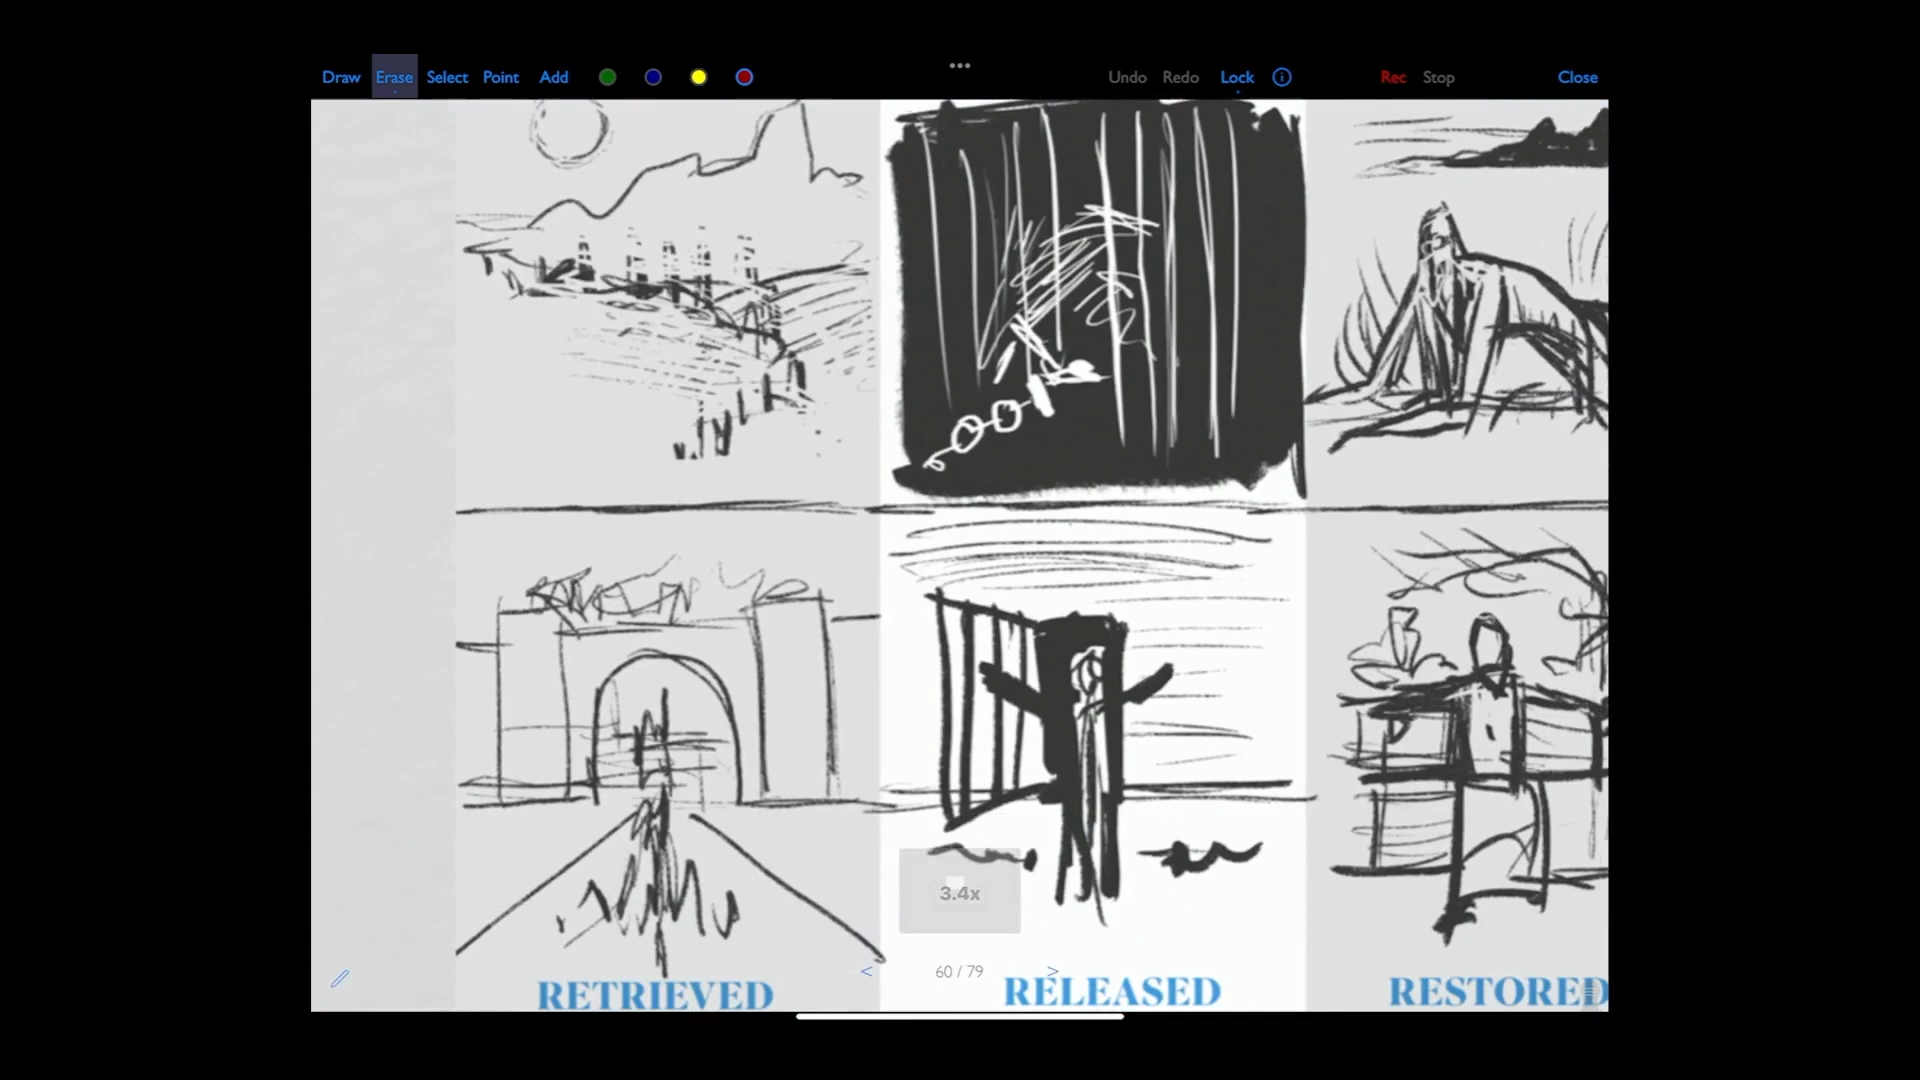 Draw Erase Select Point Add ••• Undo Redo Lock Rec Stop Close
3.4x
< 60 / 79 >
RETRIEVED RELEASED RESTORED